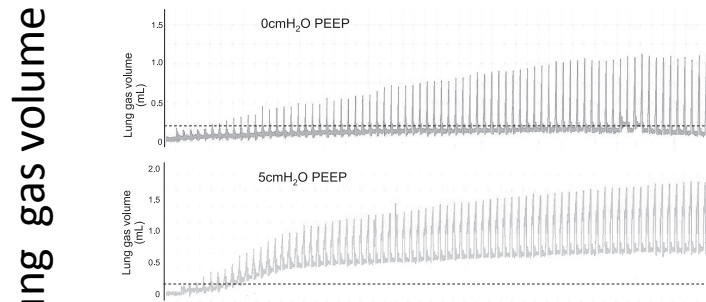 ung gas volume
0cmH₂O PEEP
Lung gas volume
(mL)
1.5
1.0
0.5
0
5cmH₂O PEEP
Lung gas volume
(mL)
2.0
1.5
1.0
0.5
0